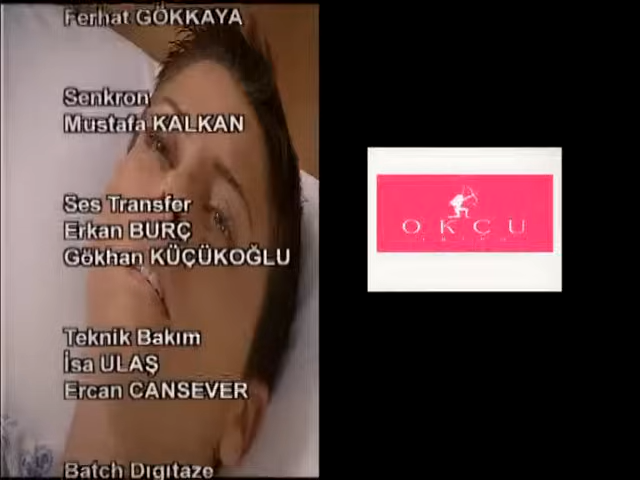 Ferhat GÖKKAYA
Senkron
Mustafa KALKAN
Ses Transfer
Erkan BURÇ
Gökhan KÜÇÜKOĞLU
Teknik Bakım
İsa ULAŞ
Ercan CANSEVER
Batch Dıgıtaze
OKÇU